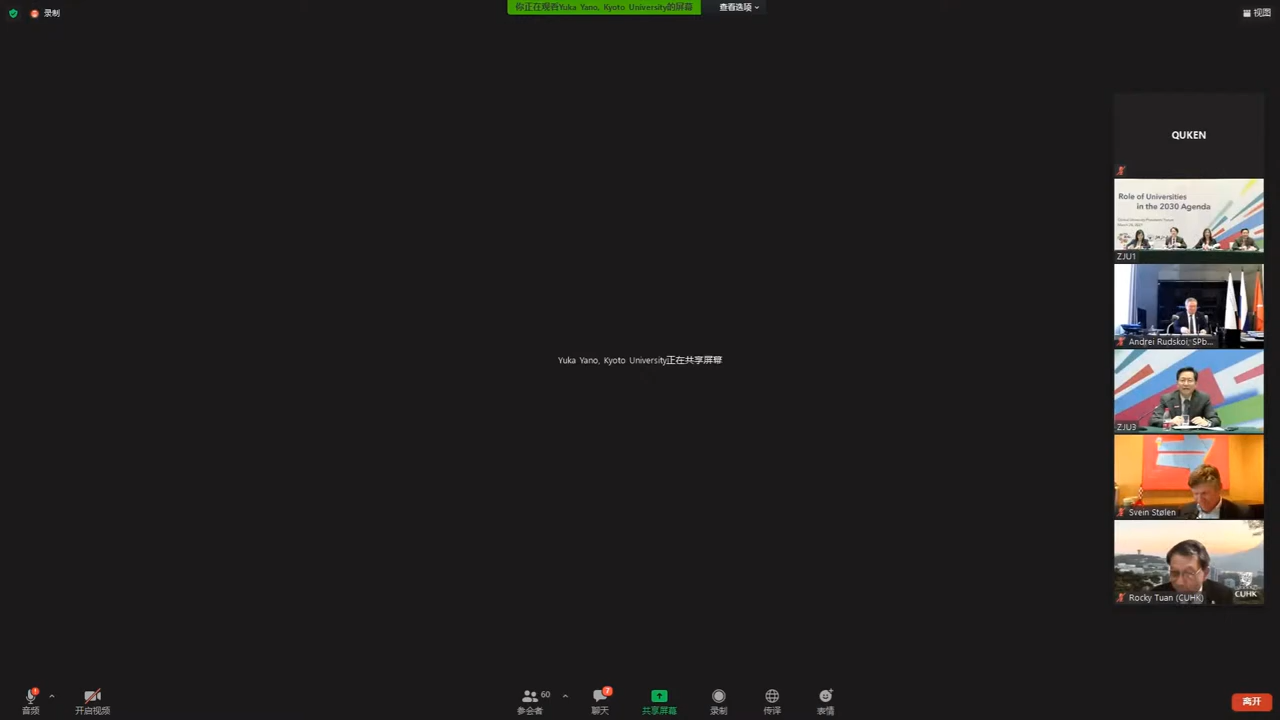 录制
你正在观看Yuka Yano, Kyoto University的屏幕
查看选项
视图
QUKEN
Role of Universities
in the 2030 Agenda
ZJU1
Andrei Rudskoi, SPb...
ZJU3
Svein Stølen
Rocky Tuan (CUHK)
CUHK
Yuka Yano, Kyoto University正在共享屏幕
音频
开启视频
60
参会者
7
聊天
共享屏幕
录制
传译
表情
离开